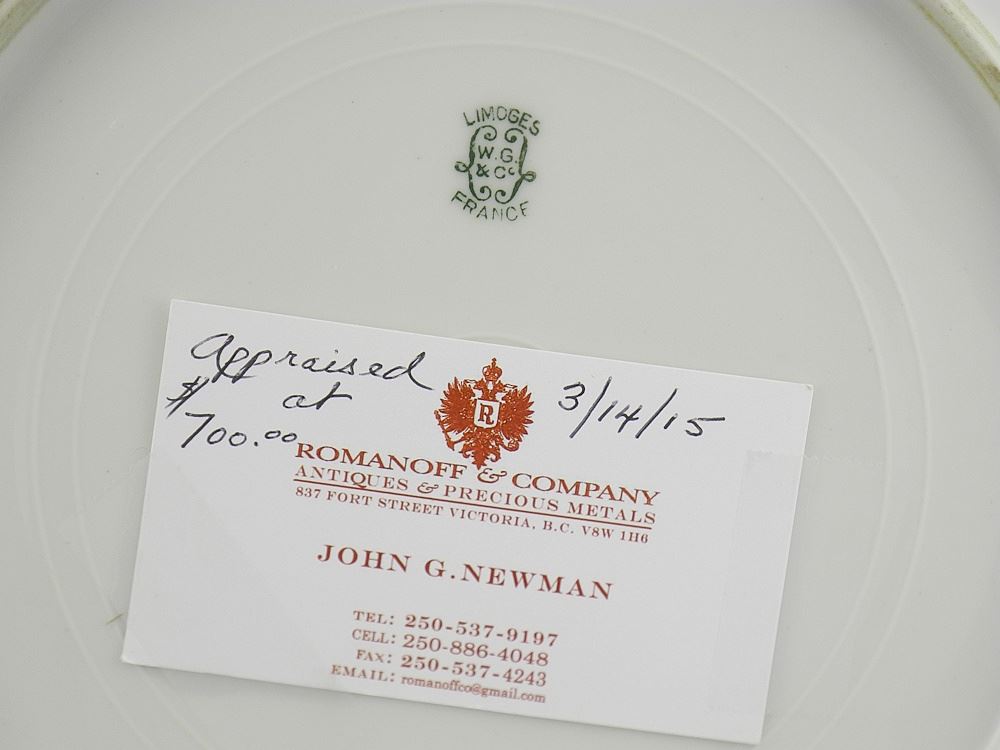 LIMOGES
W.G.
& Co
FRANCE
Appraised
at
$700.00
3/14/15
R
ROMANOFF & COMPANY
ANTIQUES & PRECIOUS METALS
837 FORT STREET VICTORIA, B.C. V8W 1H6
JOHN G. NEWMAN
TEL: 250-537-9197
CELL: 250-886-4048
FAX: 250-537-4243
EMAIL: romanoffco@gmail.com